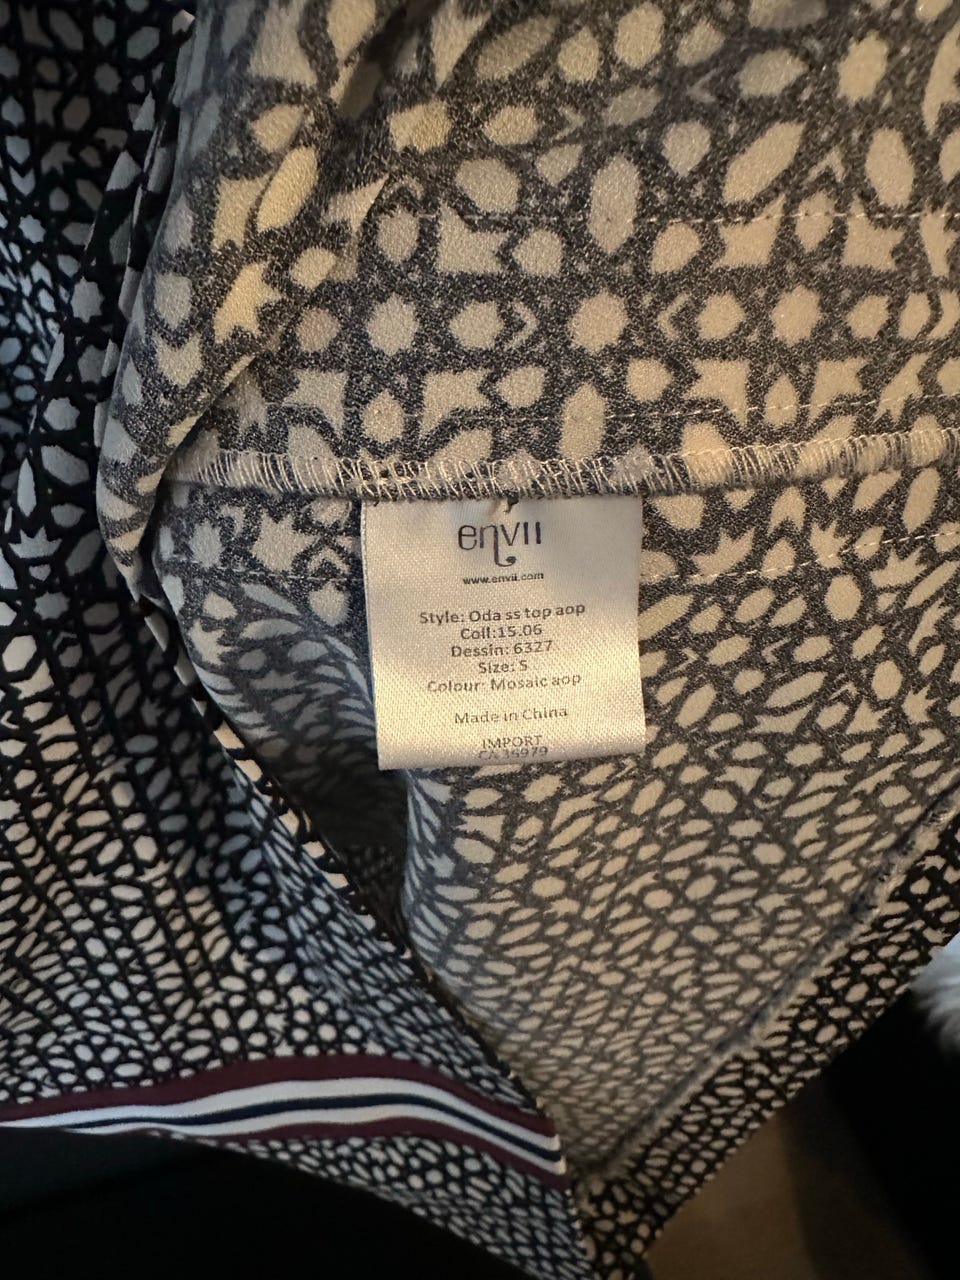 envii
www.envii.com
Style: Oda ss top aop
Coll:15.06
Dessin: 6327
Size: S
Colour: Mosaic aop
Made in China
IMPORT